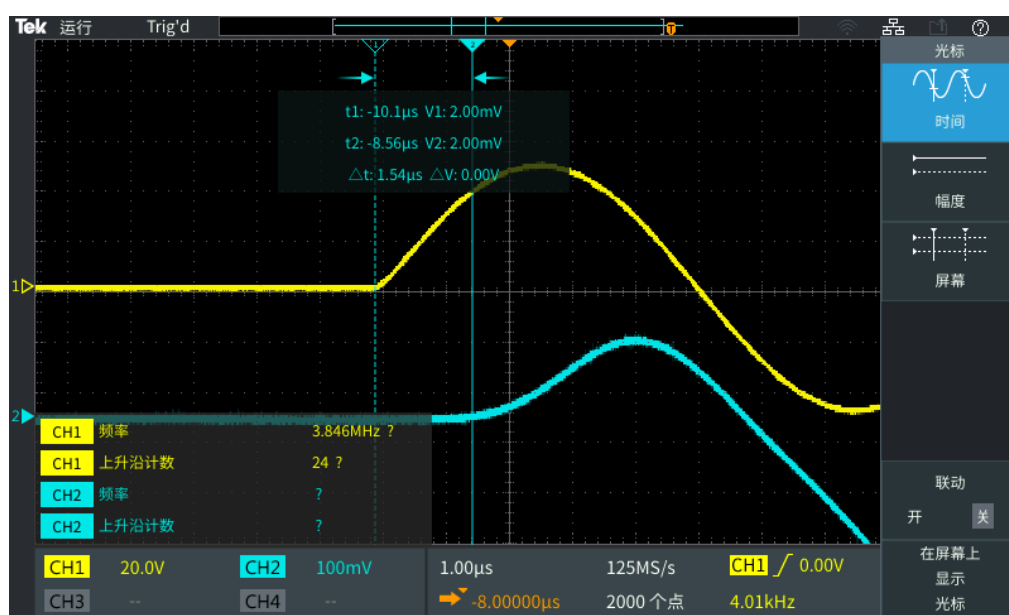 Tek 运行 Trig'd
光标
t1: -10.1µs V1: 2.00mV
t2: -8.56µs V2: 2.00mV
△t: 1.54µs △V: 0.00V
时间
幅度
屏幕
CH1 频率 3.846MHz ?
CH1 上升沿计数 24 ?
CH2 频率 ?
CH2 上升沿计数 ?
联动
开 关
在屏幕上
显示
光标
CH1 20.0V CH2 100mV 1.00µs 125MS/s CH1 0.00V
CH3 -- CH4 -- -8.00000µs 2000 个点 4.01kHz